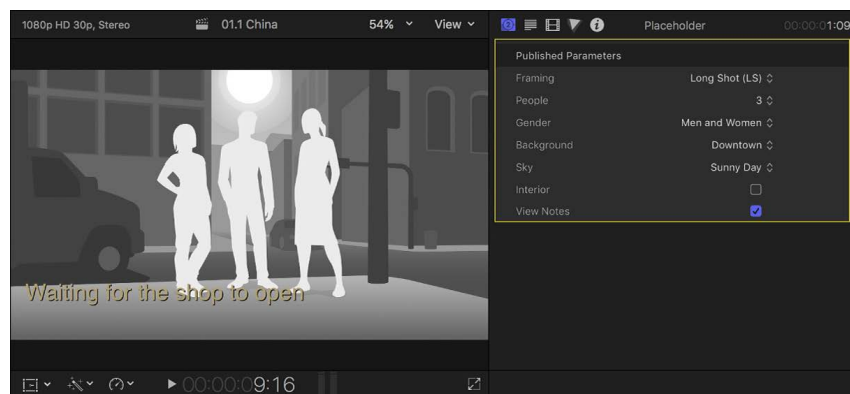 1080p HD 30p, Stereo
01.1 China
54%
View
Placeholder
00:00:01:09
Published Parameters
Framing
Long Shot (LS)
People
3
Gender
Men and Women
Background
Downtown
Sky
Sunny Day
Interior
View Notes
Waiting for the shop to open
00:00:09:16